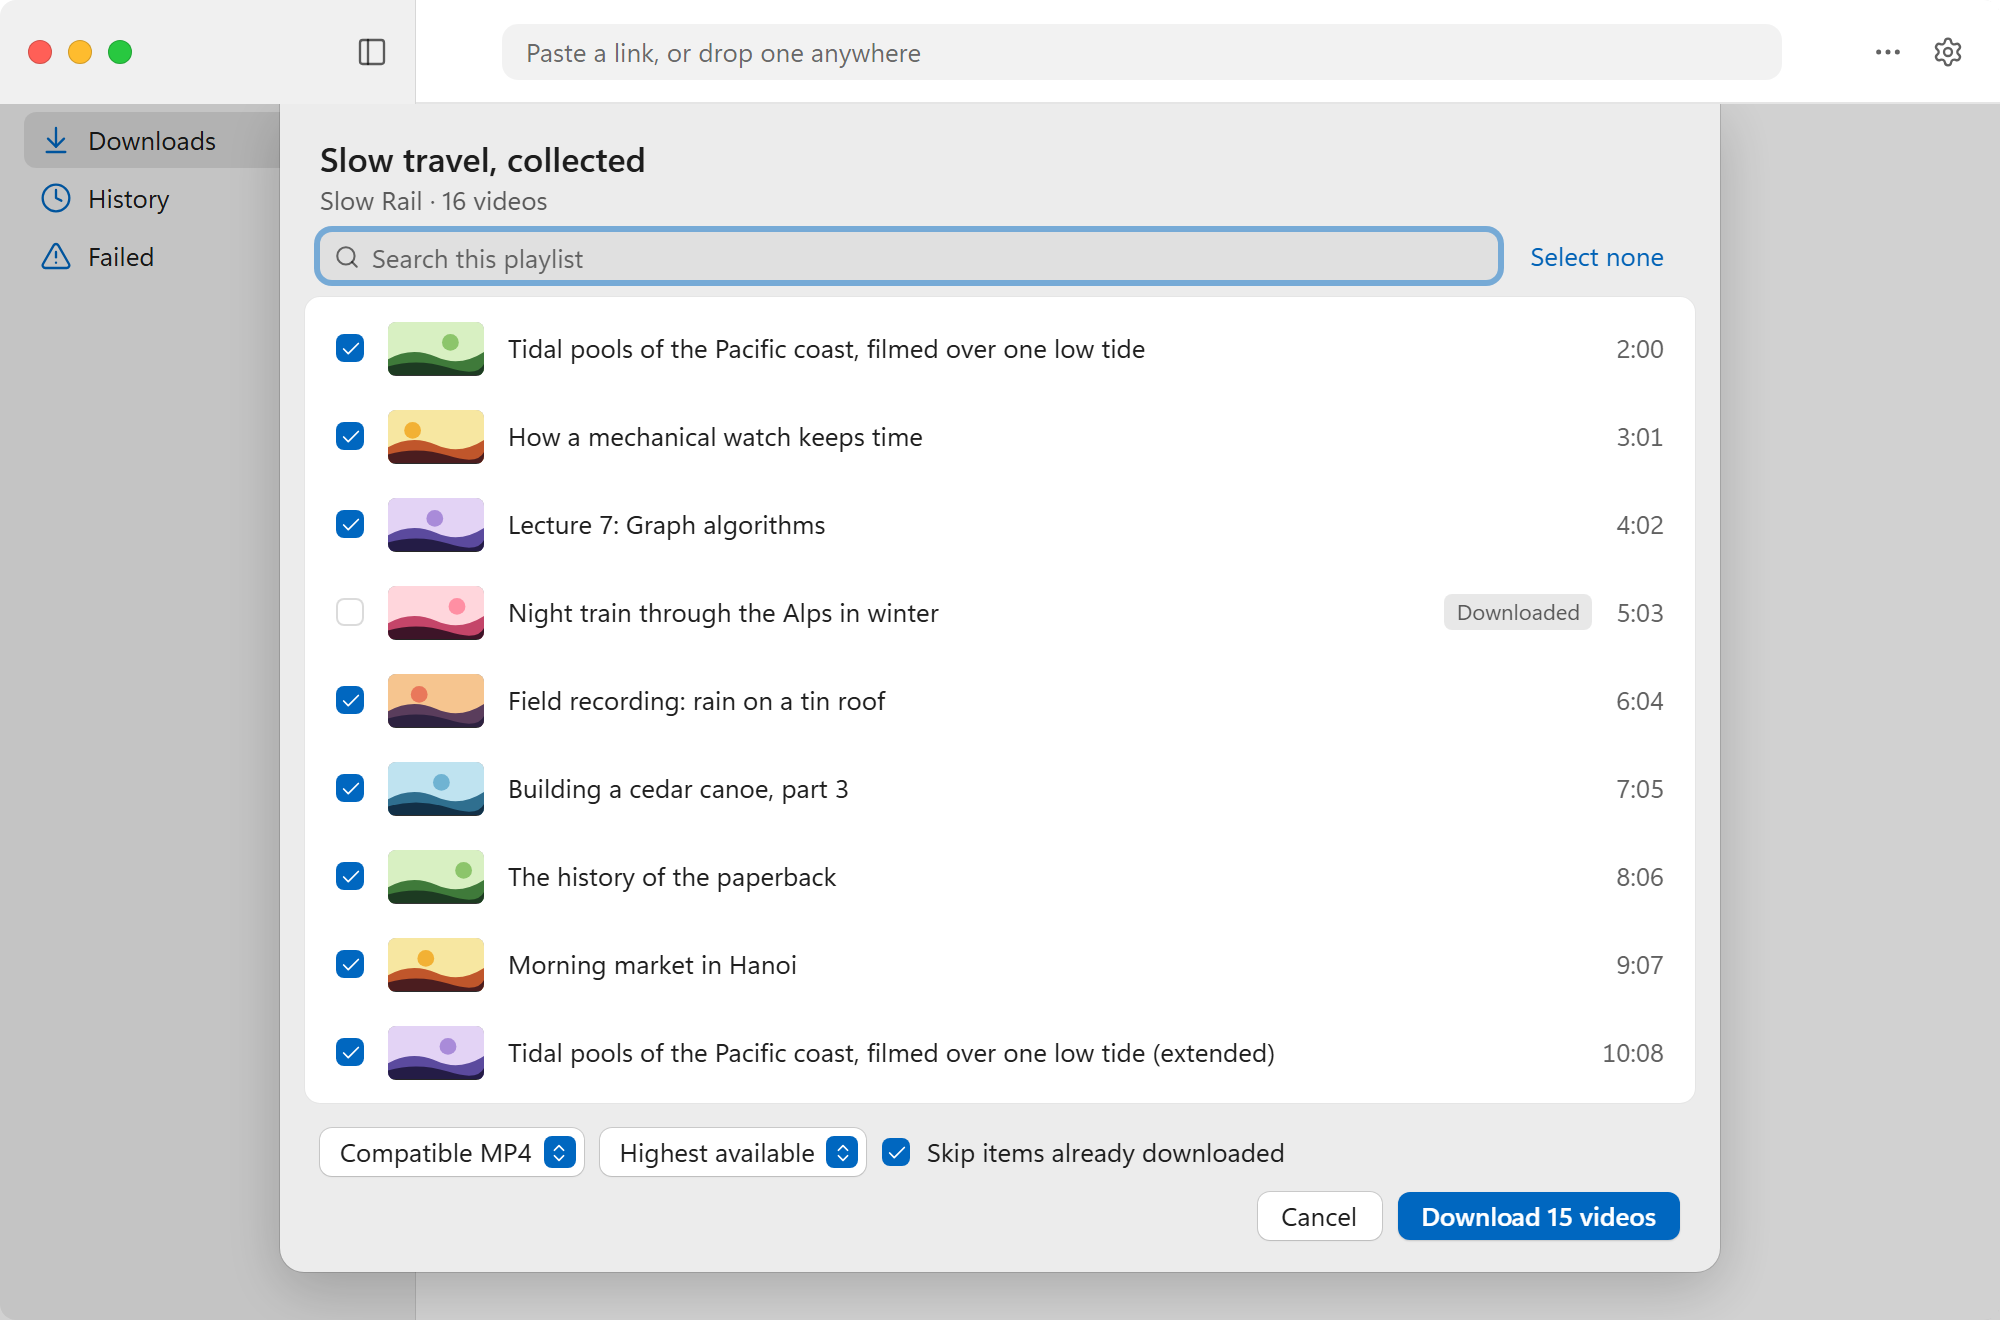 Paste a link, or drop one anywhere
Downloads
History
Failed
Slow travel, collected
Slow Rail · 16 videos
Search this playlist
Select none
Tidal pools of the Pacific coast, filmed over one low tide 2:00
How a mechanical watch keeps time 3:01
Lecture 7: Graph algorithms 4:02
Night train through the Alps in winter Downloaded 5:03
Field recording: rain on a tin roof 6:04
Building a cedar canoe, part 3 7:05
The history of the paperback 8:06
Morning market in Hanoi 9:07
Tidal pools of the Pacific coast, filmed over one low tide (extended) 10:08
Compatible MP4 Highest available Skip items already downloaded
Cancel Download 15 videos